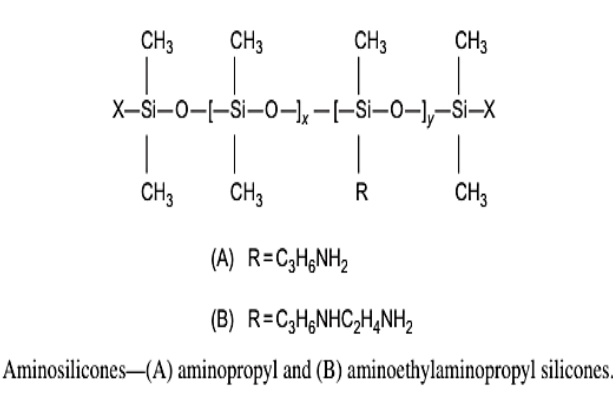 CH₃ CH₃ CH₃ CH₃
X–Si–O–[–Si–O–]ₓ–[–Si–O–]ᵧ–Si–X
CH₃ CH₃ R CH₃
(A) R=C₃H₆NH₂
(B) R=C₃H₆NHC₂H₄NH₂
Aminosilicones—(A) aminopropyl and (B) aminoethylaminopropyl silicones.